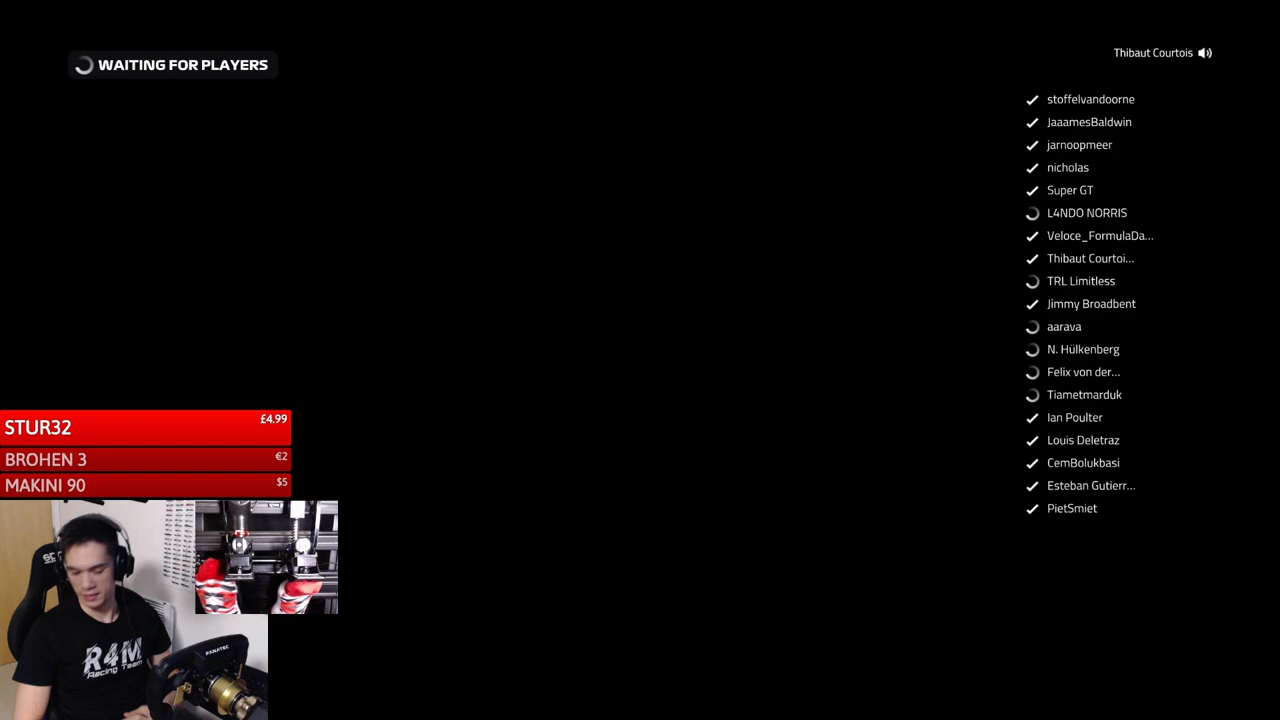 WAITING FOR PLAYERS
Thibaut Courtois
stoffelvandoorne
JaaamesBaldwin
jarnoopmeer
nicholas
Super GT
L4NDO NORRIS
Veloce_FormulaDa...
Thibaut Courtoi...
TRL Limitless
Jimmy Broadbent
aarava
N. Hülkenberg
Felix von der...
Tiametmarduk
Ian Poulter
Louis Deletraz
CemBolukbasi
Esteban Gutierr...
PietSmiet
STUR32 £4.99
BROHEN 3 €2
MAKINI 90 $5
R4M
Racing Team
FANATEC